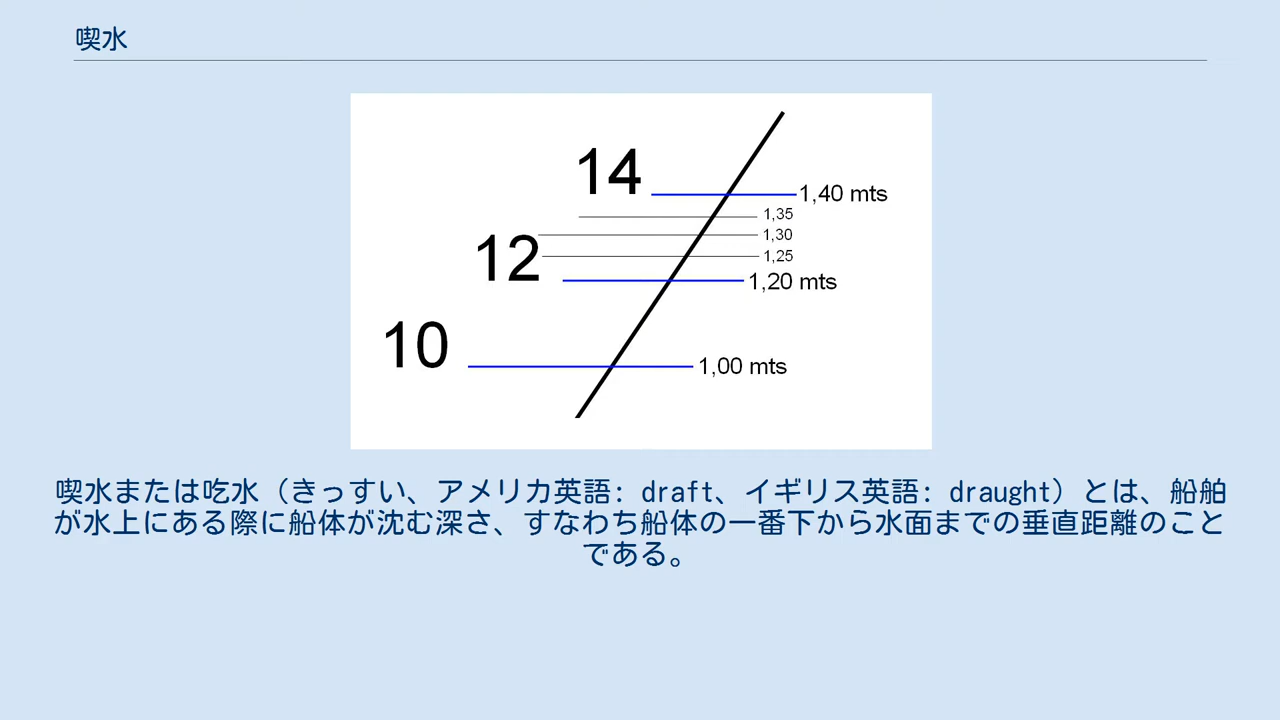 喫水
14
1,40 mts
1,35
1,30
12
1,25
1,20 mts
10
1,00 mts
喫水または吃水（きっすい、アメリカ英語: draft、イギリス英語: draught）とは、船舶
が水上にある際に船体が沈む深さ、すなわち船体の一番下から水面までの垂直距離のこと
である。